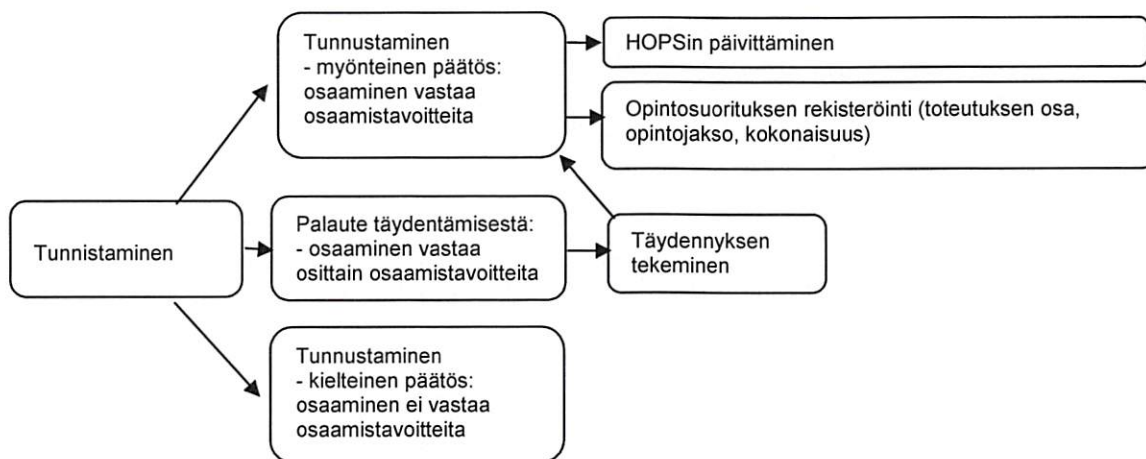 Tunnustaminen
- myönteinen päätös:
osaaminen vastaa
osaamistavoitteita
HOPSin päivittäminen
Opintosuorituksen rekisteröinti (toteutuksen osa,
opintojakso, kokonaisuus)
Tunnistaminen
Palaute täydentämisestä:
- osaaminen vastaa
osittain osaamistavoitteita
Täydennyksen
tekeminen
Tunnustaminen
- kielteinen päätös:
osaaminen ei vastaa
osaamistavoitteita